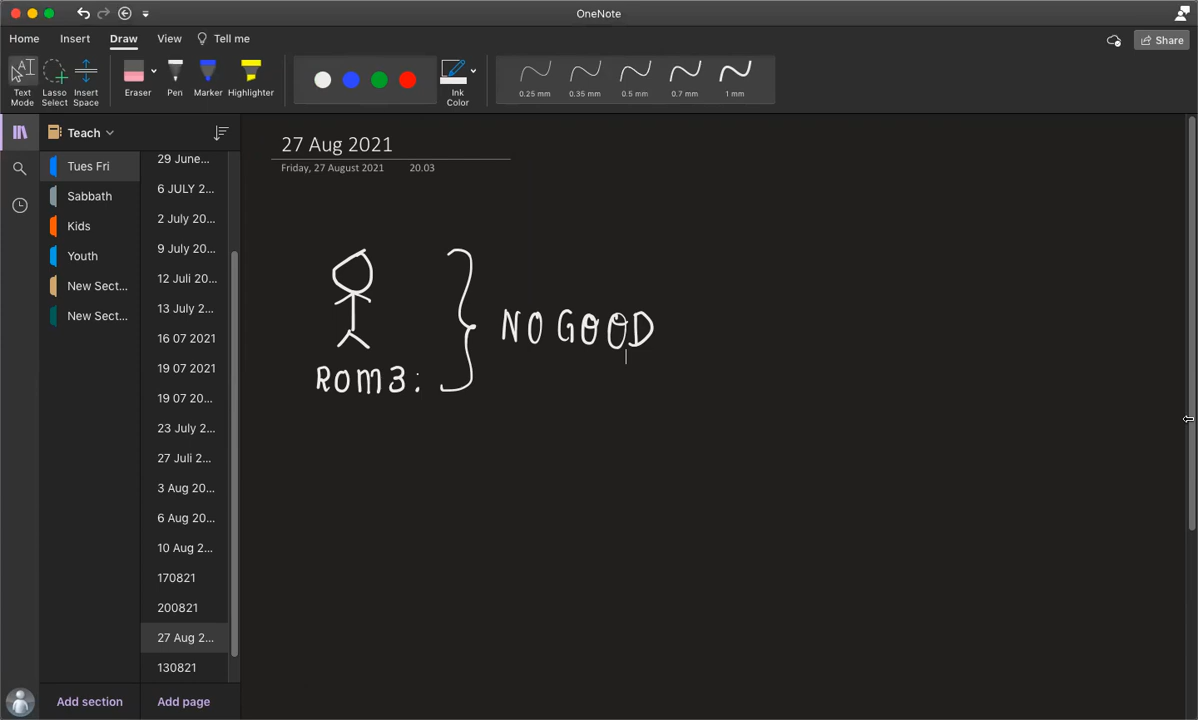 OneNote
Home Insert Draw View Tell me
Share
Text Mode
Lasso Select
Insert Space
Eraser
Pen
Marker
Highlighter
Ink Color
0.25 mm
0.35 mm
0.5 mm
0.7 mm
1 mm
Teach
Tues Fri
Sabbath
Kids
Youth
New Sect...
New Sect...
29 June...
6 JULY 2...
2 July 20...
9 July 20...
12 Juli 20...
13 July 2...
16 07 2021
19 07 2021
19 07 20...
23 July 2...
27 Juli 2...
3 Aug 20...
6 Aug 20...
10 Aug 2...
170821
200821
27 Aug 2...
130821
Add section
Add page
27 Aug 2021
Friday, 27 August 2021 20.03
NO GOOD
Rom3: